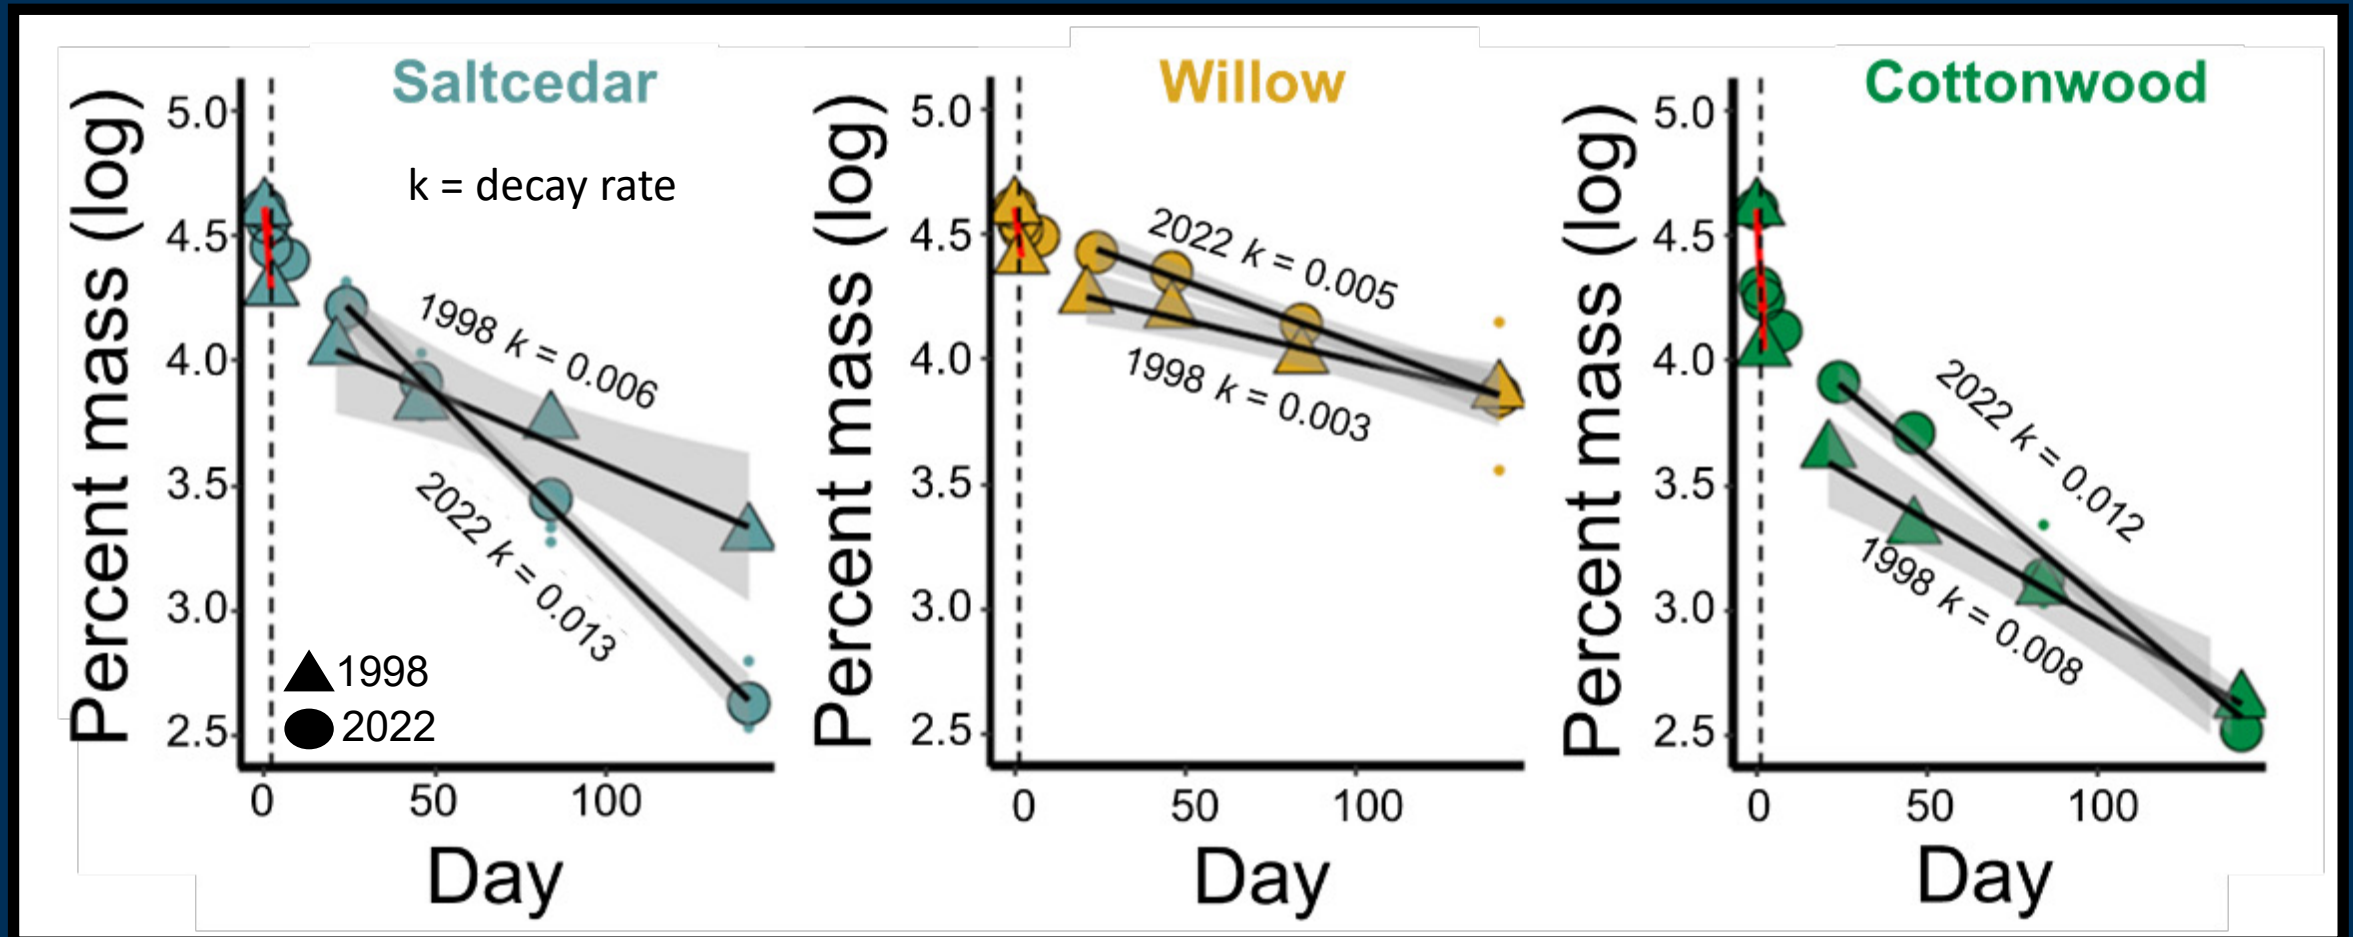 Saltcedar
Percent mass (log)
5.0
4.5
4.0
3.5
3.0
2.5
k = decay rate
1998 k = 0.006
2022 k = 0.013
1998
2022
0 50 100
Day
Willow
Percent mass (log)
5.0
4.5
4.0
3.5
3.0
2.5
2022 k = 0.005
1998 k = 0.003
0 50 100
Day
Cottonwood
Percent mass (log)
5.0
4.5
4.0
3.5
3.0
2.5
2022 k = 0.012
1998 k = 0.008
0 50 100
Day